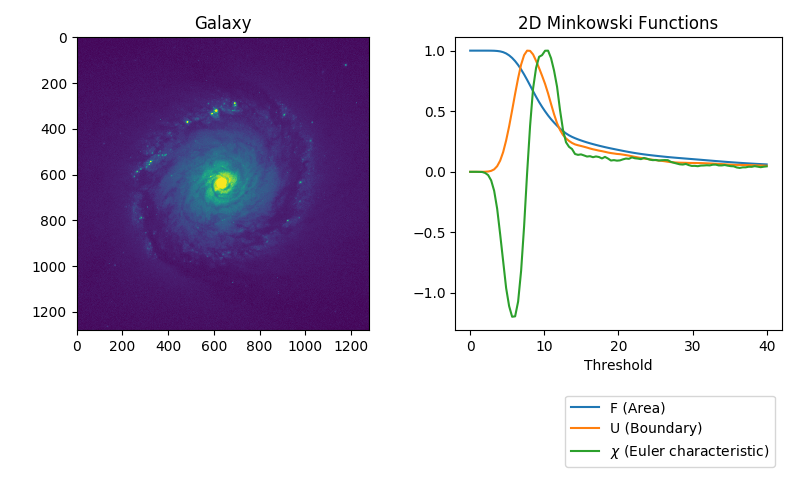 Galaxy
0
200
400
600
800
1000
1200
0 200 400 600 800 1000 1200
2D Minkowski Functions
1.0
0.5
0.0
−0.5
−1.0
0 10 20 30 40
Threshold
F (Area)
U (Boundary)
χ (Euler characteristic)